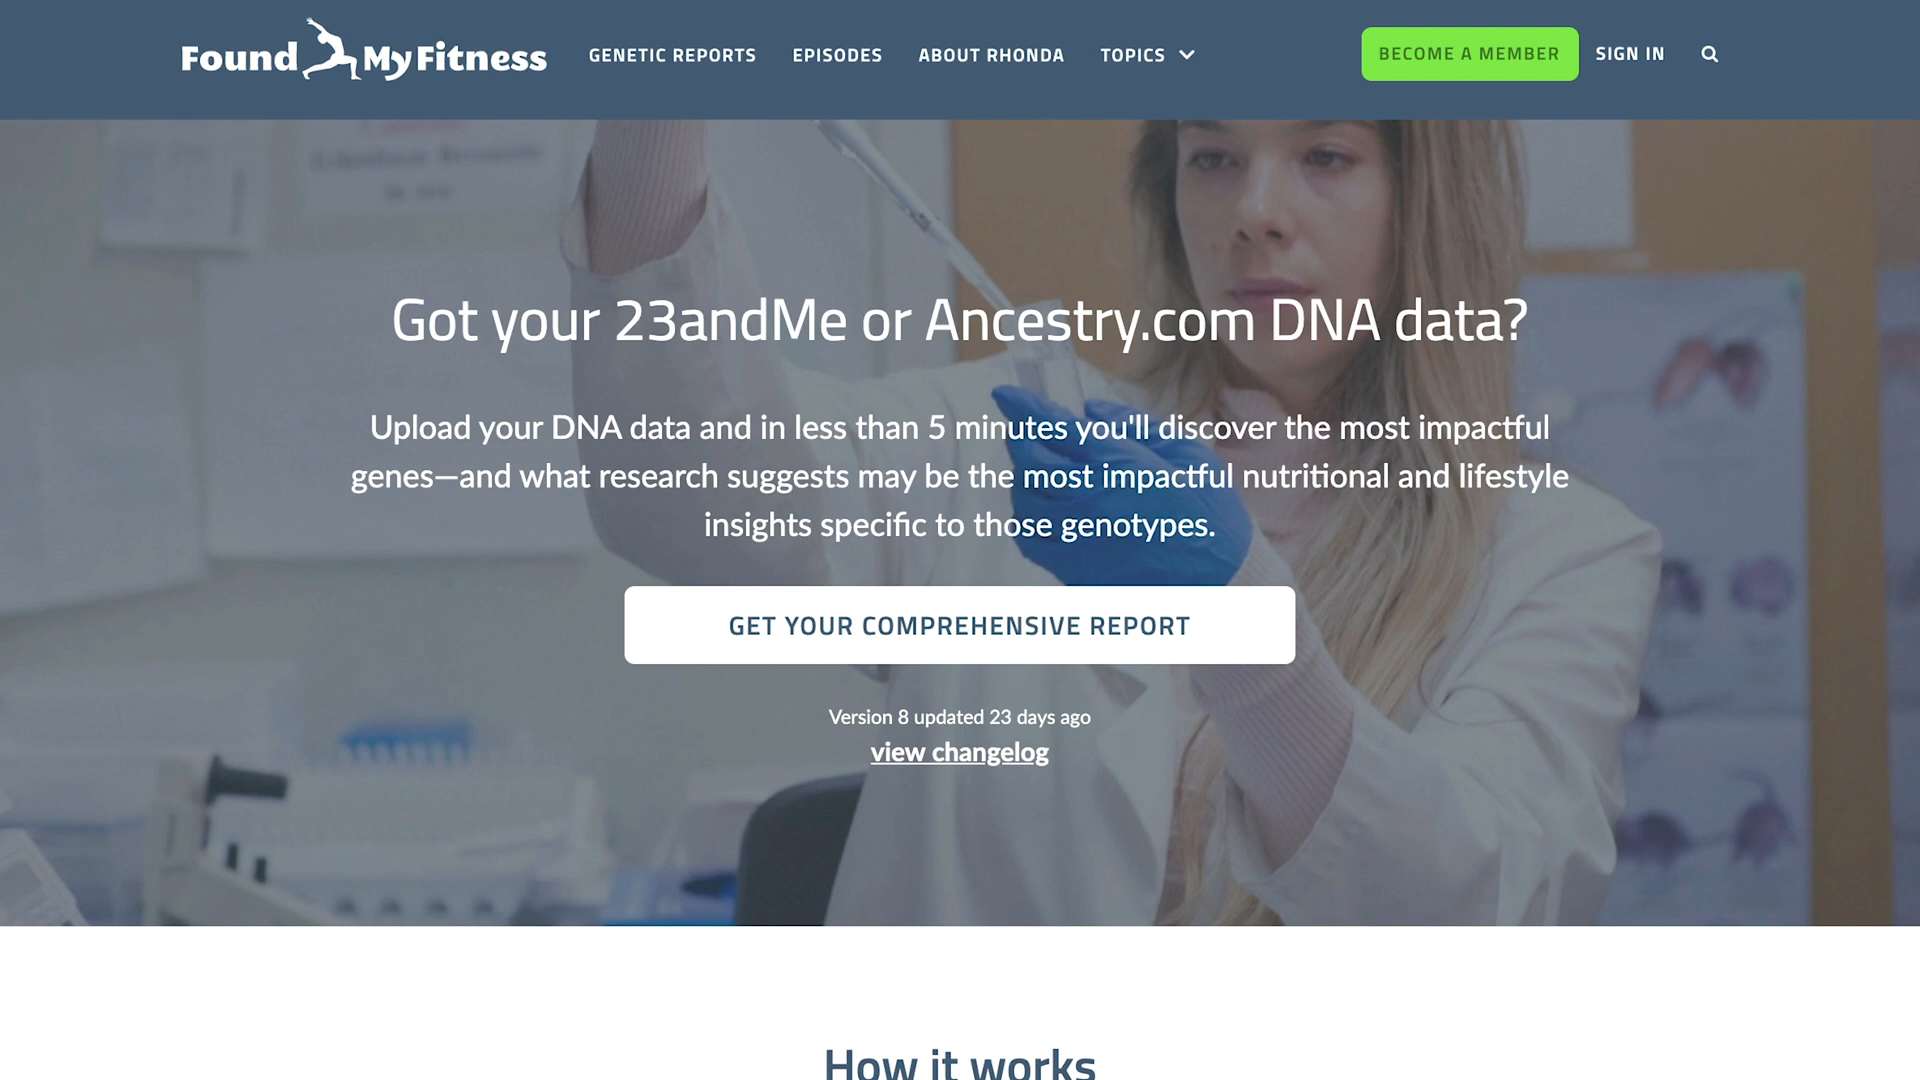 Found MyFitness
GENETIC REPORTS
EPISODES
ABOUT RHONDA
TOPICS
BECOME A MEMBER
SIGN IN
Got your 23andMe or Ancestry.com DNA data?
Upload your DNA data and in less than 5 minutes you'll discover the most impactful
genes—and what research suggests may be the most impactful nutritional and lifestyle
insights specific to those genotypes.
GET YOUR COMPREHENSIVE REPORT
Version 8 updated 23 days ago
view changelog
How it works